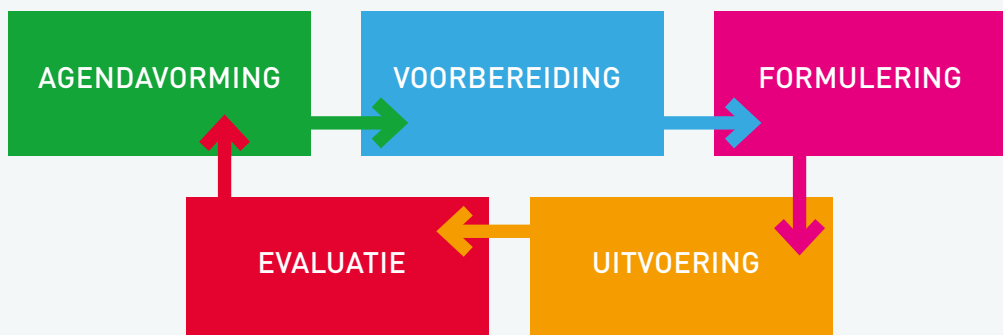 AGENDAVORMING
VOORBEREIDING
FORMULERING
EVALUATIE
UITVOERING